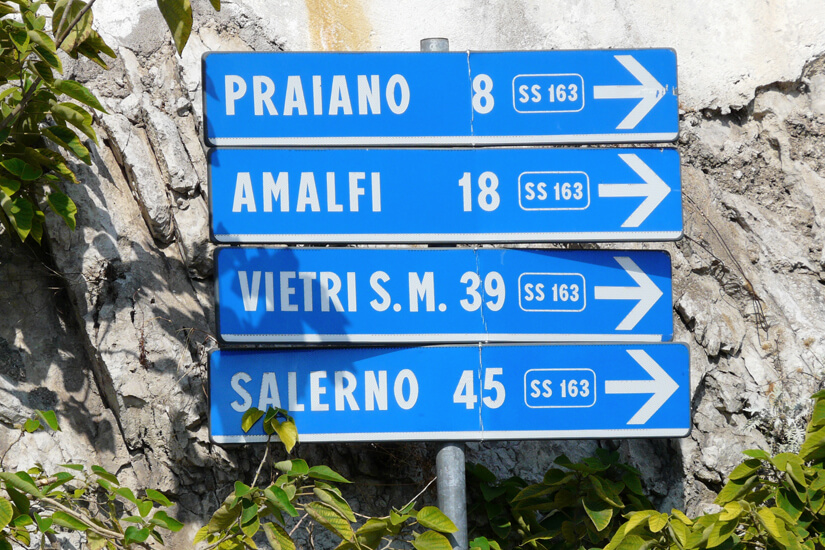 PRAIANO 8 SS 163
AMALFI 18 SS 163
VIETRI S.M. 39 SS 163
SALERNO 45 SS 163